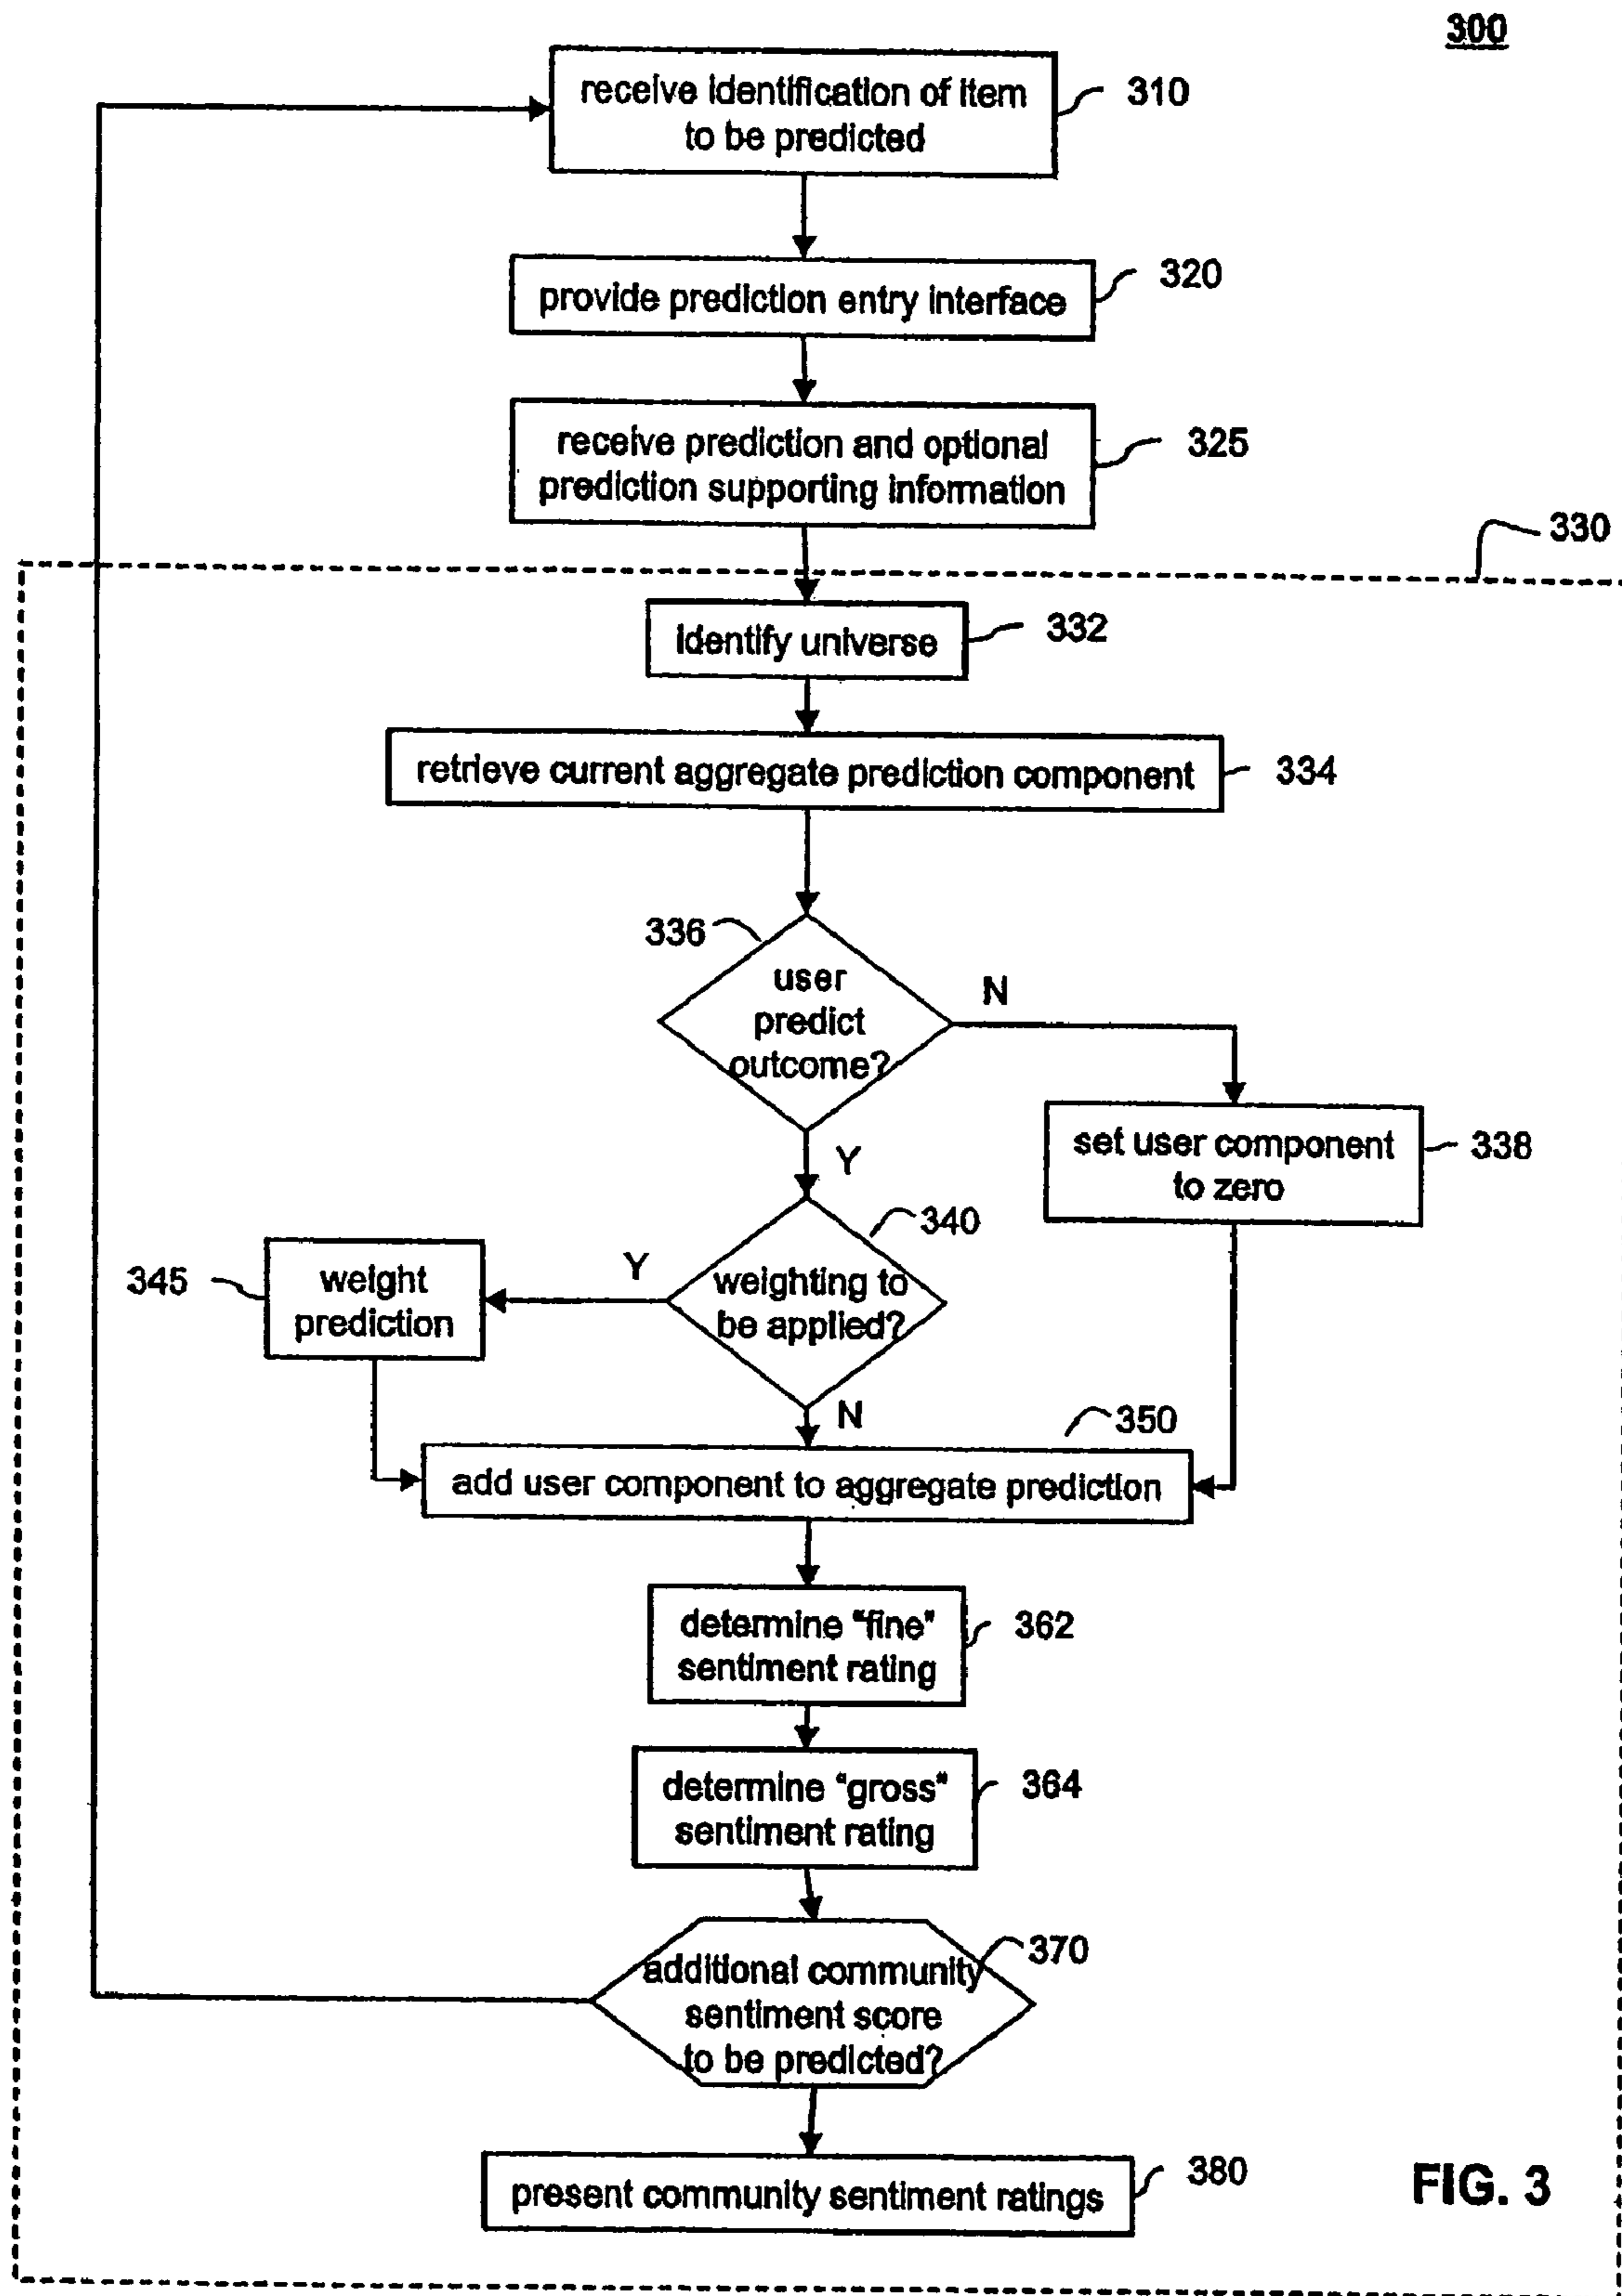 300
receive identification of item
to be predicted
310
provide prediction entry interface
320
receive prediction and optional
prediction supporting information
325
330
identify universe
332
retrieve current aggregate prediction component
334
336
user
predict
outcome?
N
Y
set user component
to zero
338
340
weighting to
be applied?
Y
345
weight
prediction
N
350
add user component to aggregate prediction
determine "fine"
sentiment rating
362
determine "gross"
sentiment rating
364
370
additional community
sentiment score
to be predicted?
present community sentiment ratings
380
FIG. 3